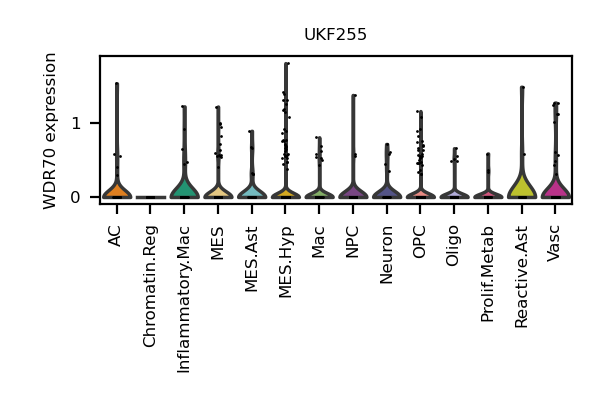 UKF255
WDR70 expression
1
0
AC
Chromatin.Reg
Inflammatory.Mac
MES
MES.Ast
MES.Hyp
Mac
NPC
Neuron
OPC
Oligo
Prolif.Metab
Reactive.Ast
Vasc